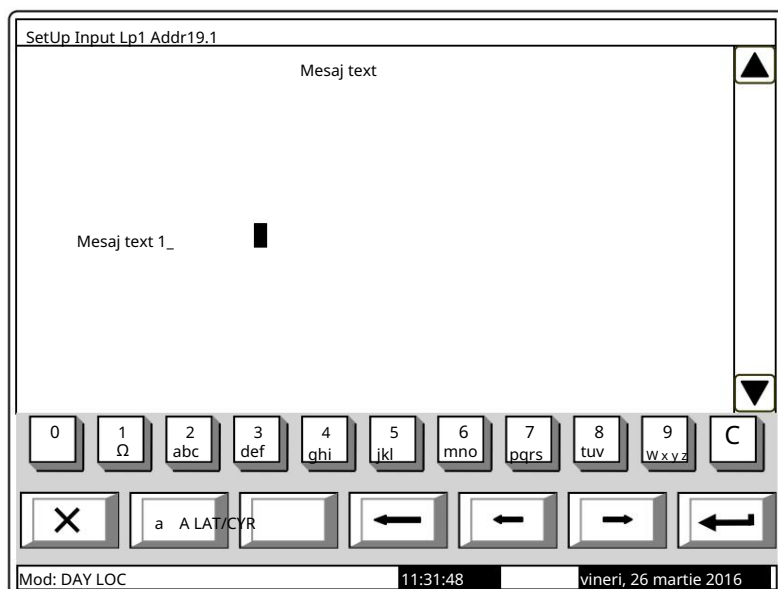 SetUp Input Lp1 Addr19.1
Mesaj text
Mesaj text 1_
0 1 2 3 4 5 6 7 8 9 C
Ω abc def ghi jkl mno pqrs tuv W x y z
a A LAT/CYR
Mod: DAY LOC 11:31:48 vineri, 26 martie 2016